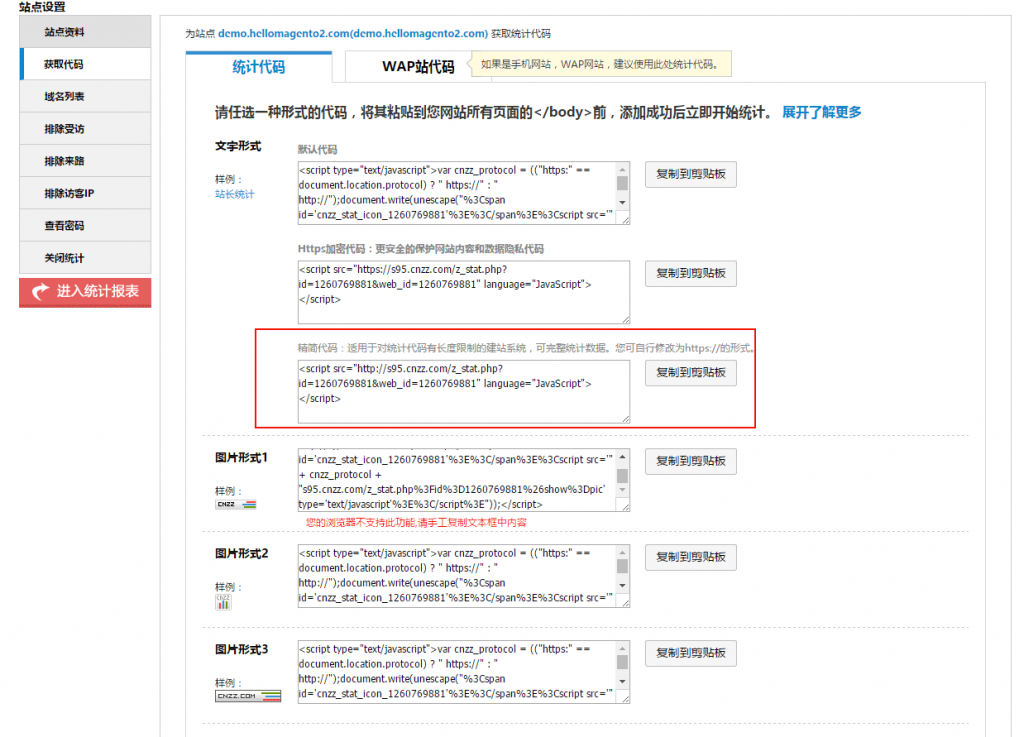 站点设置
站点资料
获取代码
域名列表
排除受访
排除来路
排除访客IP
查看密码
关闭统计
进入统计报表
为站点 demo.hellomagento2.com(demo.hellomagento2.com) 获取统计代码
统计代码
WAP站代码
如果是手机网站，WAP网站，建议使用此处统计代码。
请任选一种形式的代码，将其粘贴到您网站所有页面的</body>前，添加成功后立即开始统计。 展开了解更多
文字形式
样例：
站长统计
默认代码
<script type="text/javascript">var cnzz_protocol = (("https:" ==
document.location.protocol) ? " https://" : "
http://");document.write(unescape("%3Cspan
id='cnzz_stat_icon_1260769881'%3E%3C/span%3E%3Cscript src='"
复制到剪贴板
Https加密代码：更安全的保护网站内容和数据隐私代码
<script src="https://s95.cnzz.com/z_stat.php?
id=1260769881&web_id=1260769881" language="JavaScript">
</script>
复制到剪贴板
精简代码：适用于对统计代码有长度限制的建站系统，可完整统计数据。您可自行修改为https://的形式。
<script src="http://s95.cnzz.com/z_stat.php?
id=1260769881&web_id=1260769881" language="JavaScript">
</script>
复制到剪贴板
图片形式1
样例：
CNZZ
id='cnzz_stat_icon_1260769881'%3E%3C/span%3E%3Cscript src='"
+ cnzz_protocol +
"s95.cnzz.com/z_stat.php%3Fid%3D1260769881%26show%3Dpic'
type='text/javascript'%3E%3C/script%3E"));</script>
复制到剪贴板
您的浏览器不支持此功能,请手工复制文本框中内容
图片形式2
样例：
CNZZ
<script type="text/javascript">var cnzz_protocol = (("https:" ==
document.location.protocol) ? " https://" : "
http://");document.write(unescape("%3Cspan
id='cnzz_stat_icon_1260769881'%3E%3C/span%3E%3Cscript src='"
复制到剪贴板
图片形式3
样例：
CNZZ.COM
<script type="text/javascript">var cnzz_protocol = (("https:" ==
document.location.protocol) ? " https://" : "
http://");document.write(unescape("%3Cspan
id='cnzz_stat_icon_1260769881'%3E%3C/span%3E%3Cscript src='"
复制到剪贴板